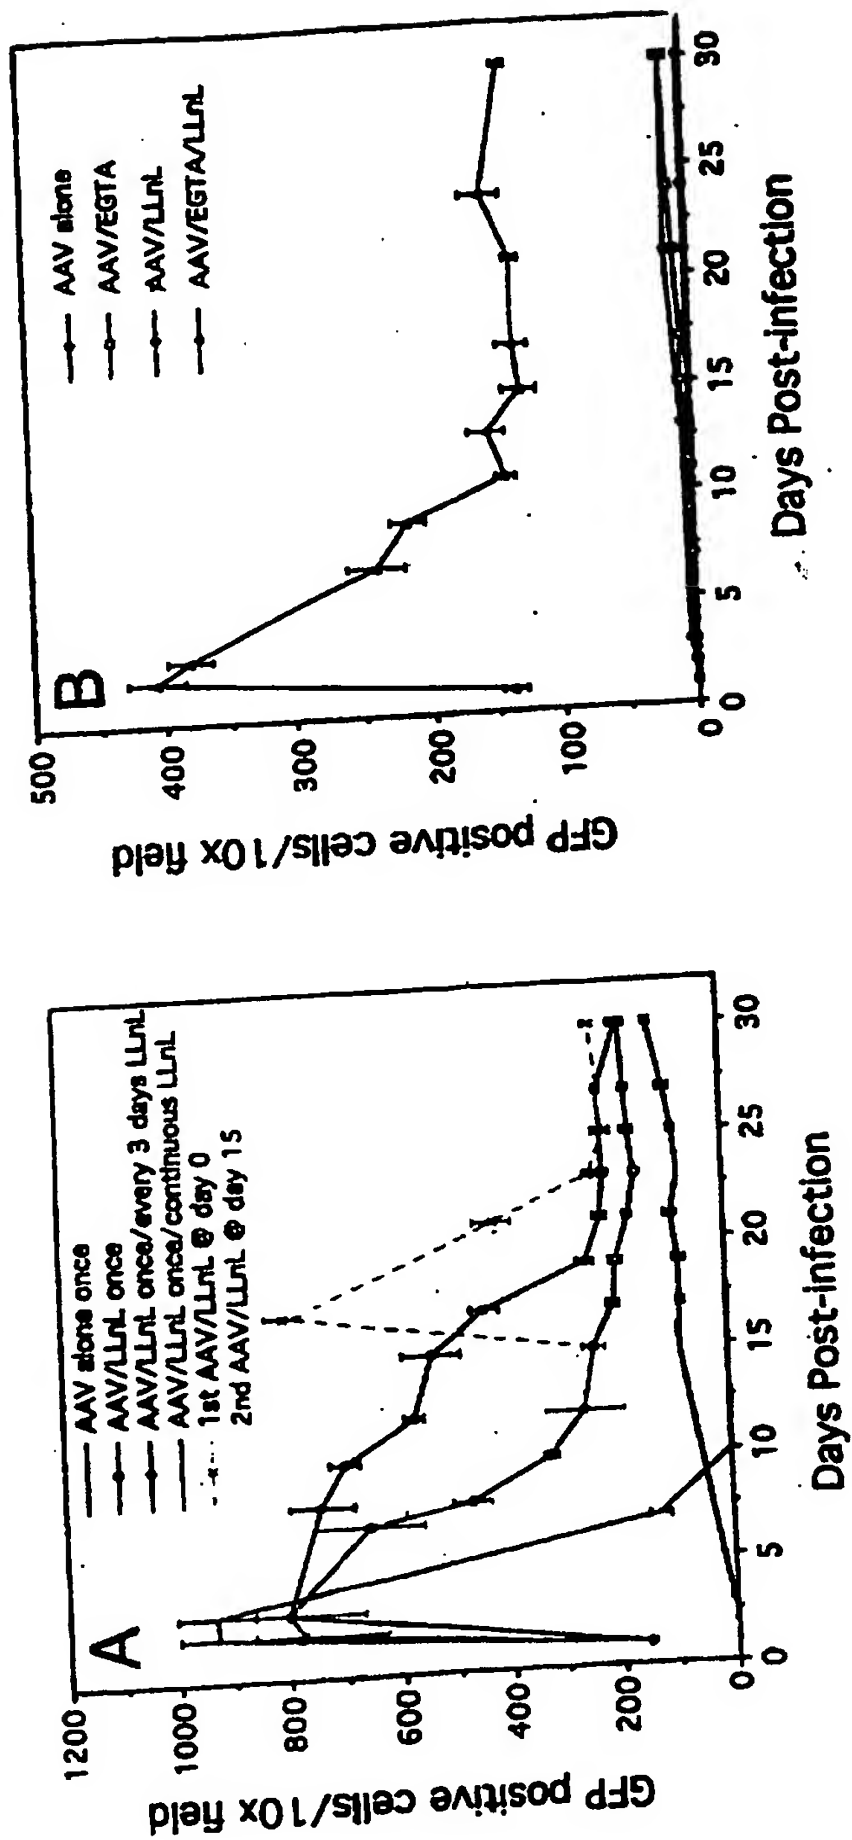 A
AAV alone once
AAV/LLnL once
AAV/LLnL once/every 3 days LLnL
AAV/LLnL once/continuous LLnL
1st AAV/LLnL @ day 0
2nd AAV/LLnL @ day 15
1200
1000
800
600
400
200
0
GFP positive cells/10x field
0
5
10
15
20
25
30
Days Post-infection
B
AAV alone
AAV/EGTA
AAV/LLnL
AAV/EGTA/LLnL
500
400
300
200
100
0
GFP positive cells/10x field
0
5
10
15
20
25
30
Days Post-infection